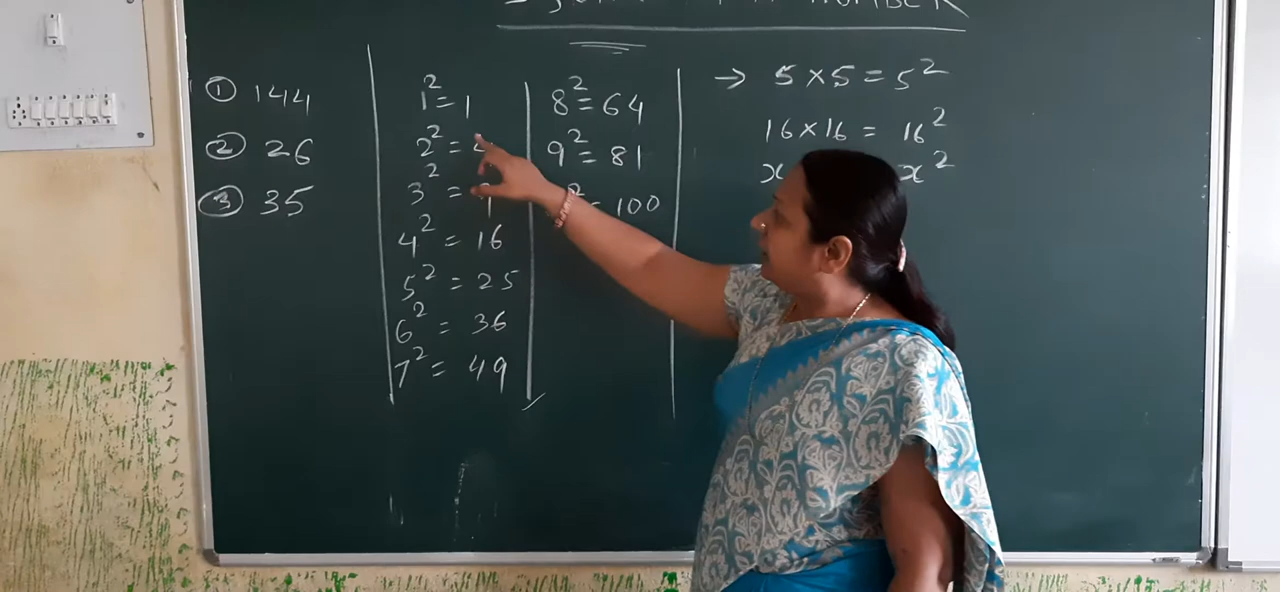 ① 144
② 26
③ 35
1² = 1
2² =
3² =
4² = 16
5² = 25
6² = 36
7² = 49
8² = 64
9² = 81
² = 100
→ 5 × 5 = 5²
16 × 16 = 16²
x x²